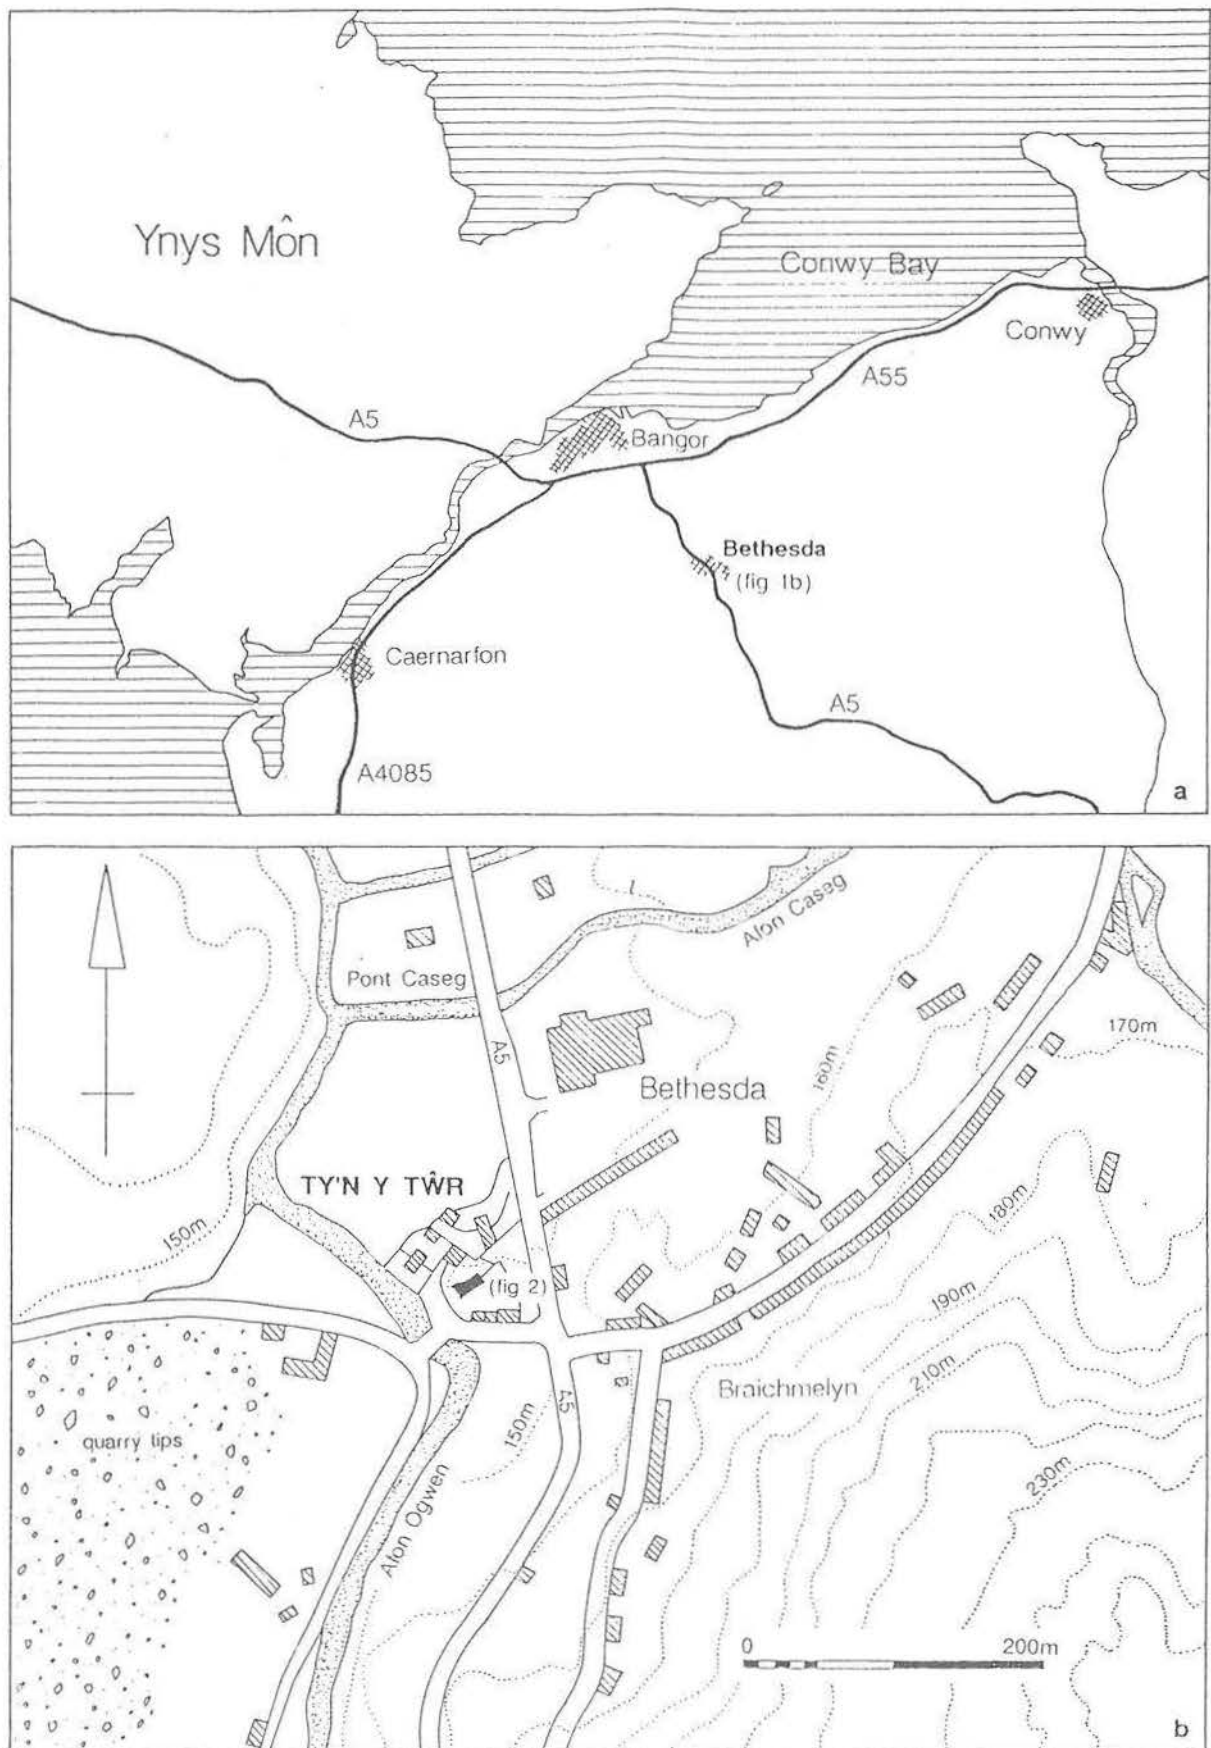 Ynys Môn
Conwy Bay
Conwy
A55
A5
Bangor
Bethesda
(fig 1b)
Caernarfon
A5
A4085
a
Afon Caseg
Pont Caseg
A5
170m
160m
Bethesda
TY'N Y TŴR
180m
150m
(fig 2)
190m
210m
Braichmelyn
A5
150m
quarry tips
230m
Afon Ogwen
0 200m
b